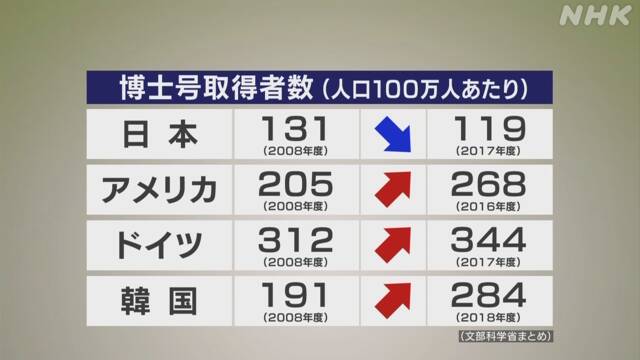 NHK
博士号取得者数（人口100万人あたり）
日本 131 119
（2008年度） （2017年度）
アメリカ 205 268
（2008年度） （2016年度）
ドイツ 312 344
（2008年度） （2017年度）
韓国 191 284
（2008年度） （2018年度）
（文部科学省まとめ）